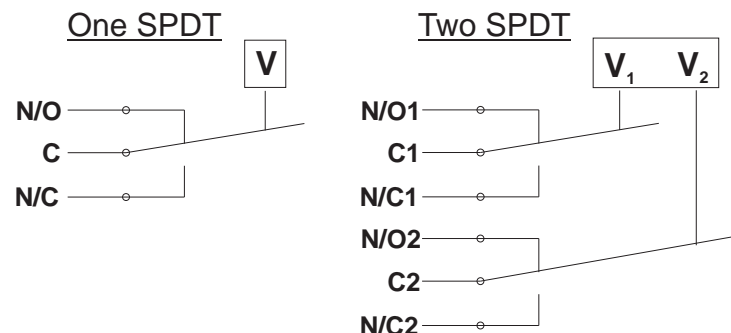 One SPDT
V
N/O
C
N/C
Two SPDT
V1 V2
N/O1
C1
N/C1
N/O2
C2
N/C2